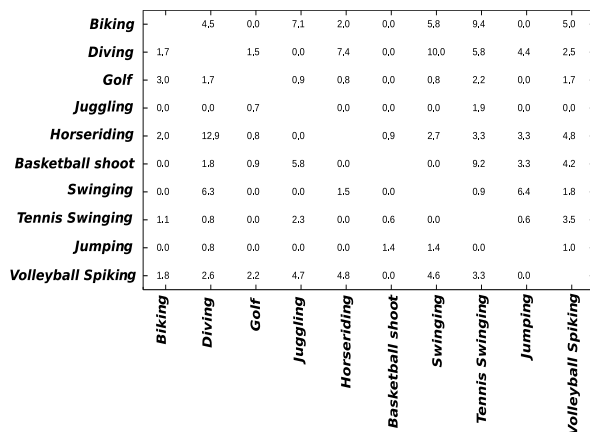 Biking 4.5 0.0 7.1 2.0 0.0 5.8 9.4 0.0 5.0
Diving 1.7 1.5 0.0 7.4 0.0 10.0 5.8 4.4 2.5
Golf 3.0 1.7 0.9 0.8 0.0 0.8 2.2 0.0 1.7
Juggling 0.0 0.0 0.7 0.0 0.0 0.0 1.9 0.0 0.0
Horseriding 2.0 12.9 0.8 0.0 0.9 2.7 3.3 3.3 4.8
Basketball shoot 0.0 1.8 0.9 5.8 0.0 0.0 9.2 3.3 4.2
Swinging 0.0 6.3 0.0 0.0 1.5 0.0 0.9 6.4 1.8
Tennis Swinging 1.1 0.8 0.0 2.3 0.0 0.6 0.0 0.6 3.5
Jumping 0.0 0.8 0.0 0.0 0.0 1.4 1.4 0.0 1.0
Volleyball Spiking 1.8 2.6 2.2 4.7 4.8 0.0 4.6 3.3 0.0
Biking
Diving
Golf
Juggling
Horseriding
Basketball shoot
Swinging
Tennis Swinging
Jumping
Volleyball Spiking